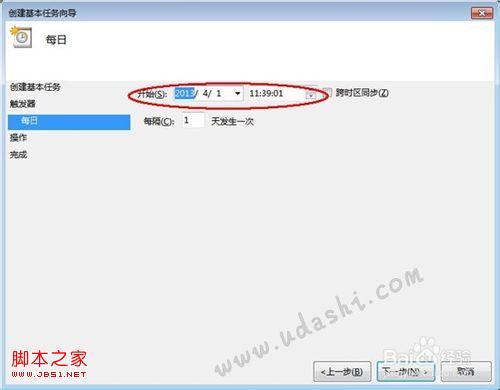 创建基本任务向导
每日
创建基本任务
触发器
每日
操作
完成
开始(S): 2013/ 4/ 1 11:39:01 跨时区同步(Z)
每隔(C): 1 天发生一次
www.udashi.com
脚本之家
WWW.JB51.NET
Baidu 经验
<上一步(B) 下一步(N)> 取消